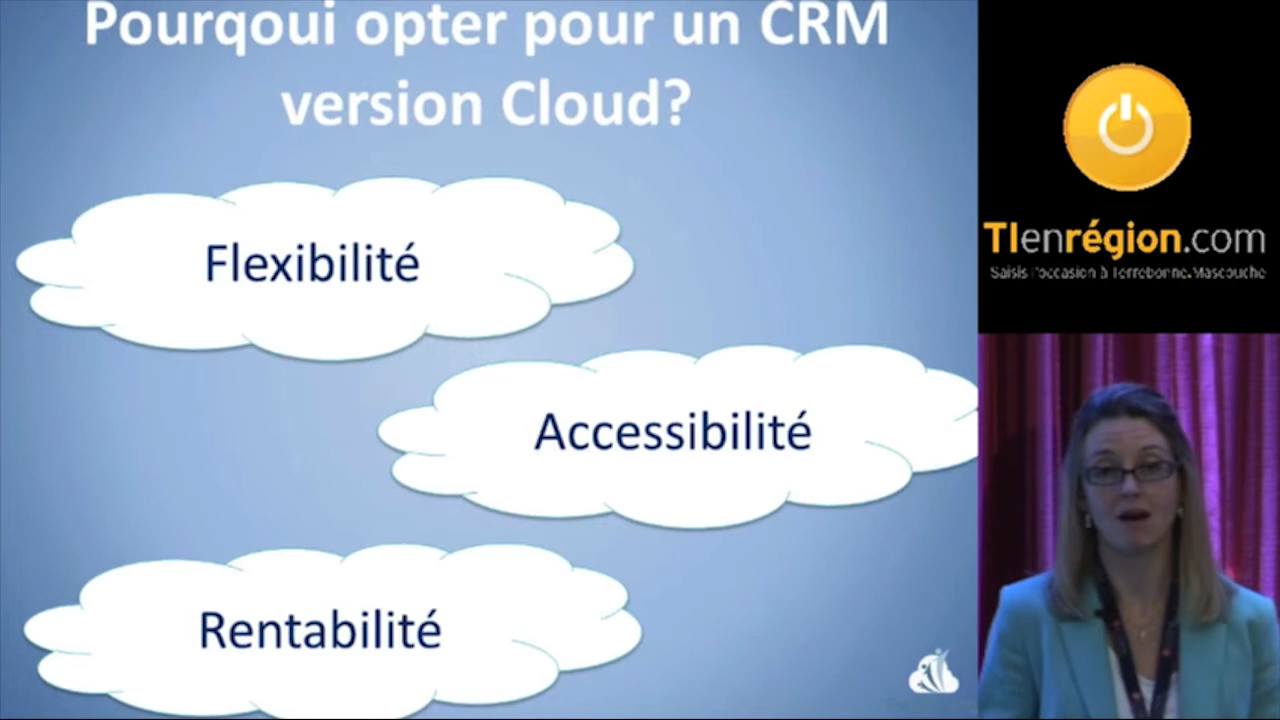 Pourqoui opter pour un CRM
version Cloud?
Flexibilité
Accessibilité
Rentabilité
TIenrégion.com
Saisis l'occasion à Terrebonne.Mascouche